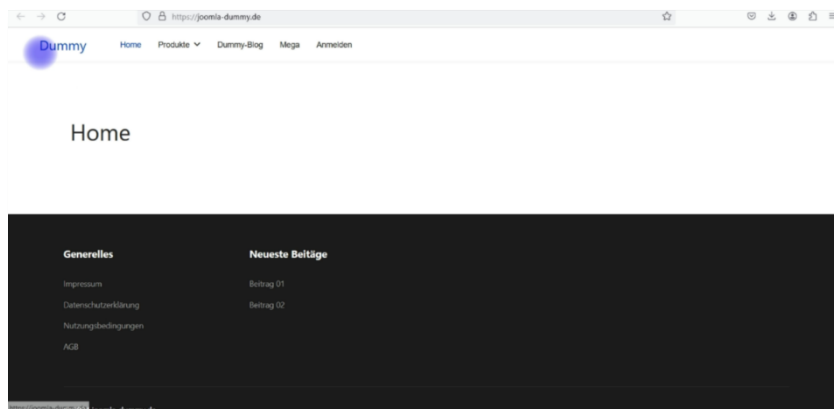 https://joomla-dummy.de
Dummy Home Produkte Dummy-Blog Mega Anmelden
Home
Generelles Neueste Beitäge
Impressum Beitrag 01
Datenschutzerklärung Beitrag 02
Nutzungsbedingungen
AGB